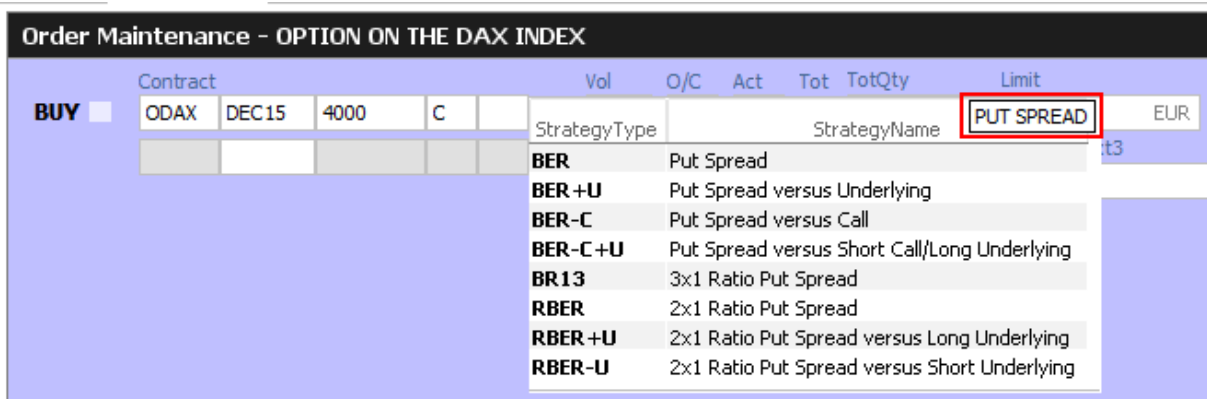 Order Maintenance - OPTION ON THE DAX INDEX
Contract Vol O/C Act Tot TotQty Limit
BUY ODAX DEC15 4000 C EUR
StrategyType StrategyName PUT SPREAD
xt3
BER Put Spread
BER+U Put Spread versus Underlying
BER-C Put Spread versus Call
BER-C+U Put Spread versus Short Call/Long Underlying
BR13 3x1 Ratio Put Spread
RBER 2x1 Ratio Put Spread
RBER+U 2x1 Ratio Put Spread versus Long Underlying
RBER-U 2x1 Ratio Put Spread versus Short Underlying